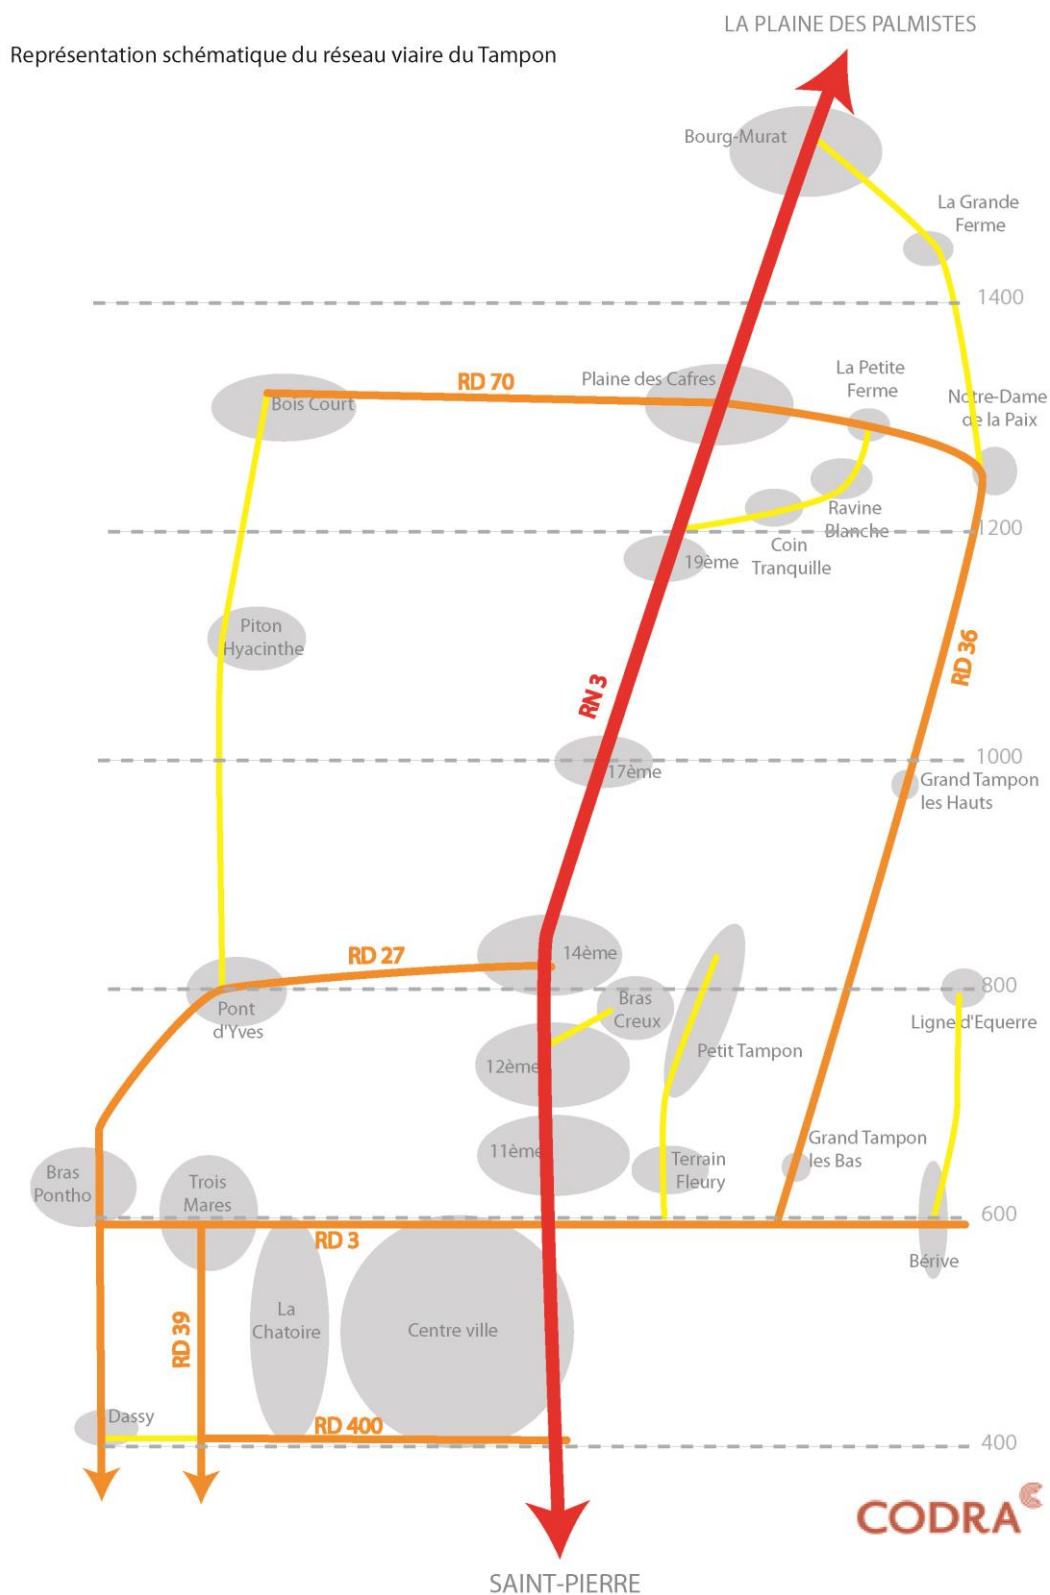 LA PLAINE DES PALMISTES
Représentation schématique du réseau viaire du Tampon
Bourg-Murat
La Grande
Ferme
1400
RD 70
Plaine des Cafres
La Petite
Ferme
Notre-Dame
de la Paix
Bois Court
Ravine
Blanche
1200
Coin
Tranquille
19ème
Piton
Hyacinthe
RD 36
RN 3
1000
17ème
Grand Tampon
les Hauts
RD 27
14ème
800
Pont
d'Yves
Bras
Creux
Ligne d'Equerre
Petit Tampon
12ème
11ème
Grand Tampon
les Bas
Terrain
Fleury
Bras
Pontho
Trois
Mares
600
RD 3
Bérive
La
Chatoire
Centre ville
RD 39
Dassy
RD 400
400
CODRA
SAINT-PIERRE